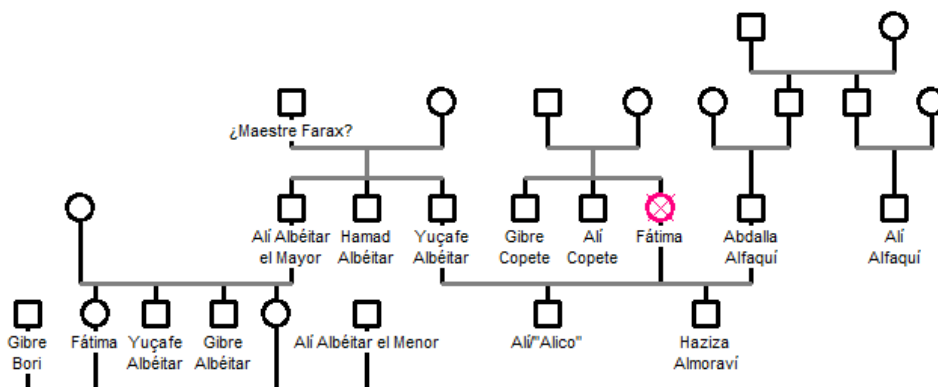 ¿Maestre Farax?
Alí Albéitar
el Mayor
Hamad
Albéitar
Yuçafe
Albéitar
Gibre
Copete
Alí
Copete
Fátima
Abdalla
Alfaquí
Alí
Alfaquí
Gibre
Bori
Fátima
Yuçafe
Albéitar
Gibre
Albéitar
Alí Albéitar el Menor
Alí/"Alico"
Haziza
Almoraví